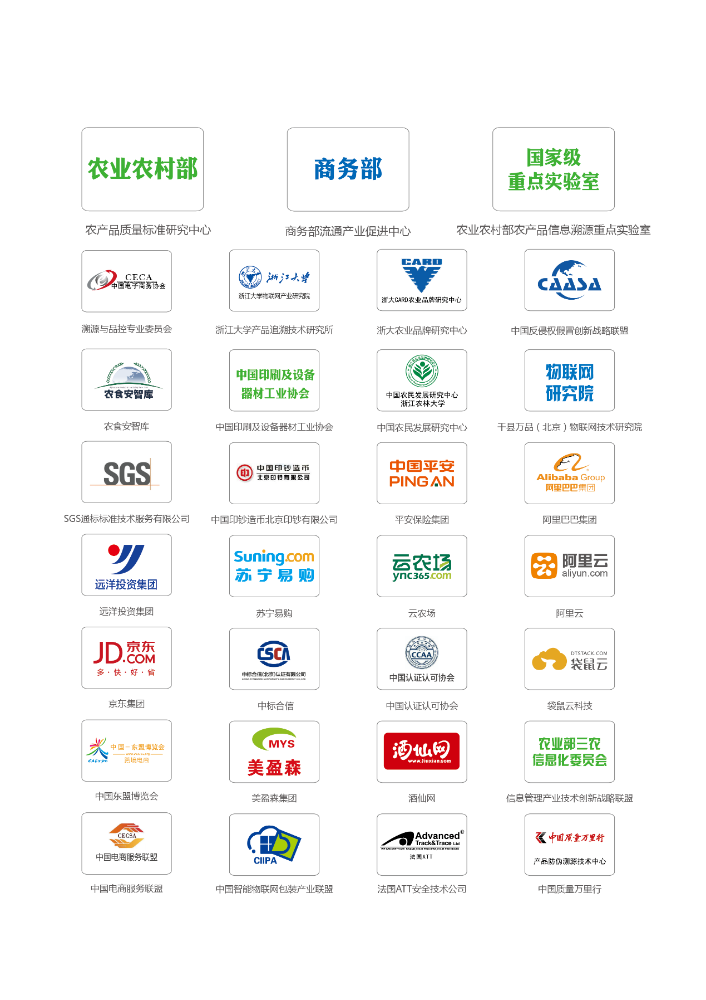 农业农村部
商务部
国家级
重点实验室
农产品质量标准研究中心
商务部流通产业促进中心
农业农村部农产品信息溯源重点实验室
CECA
中国电子商务协会
浙江大学
浙江大学物联网产业研究院
CARD
浙大CARD农业品牌研究中心
CAASA
溯源与品控专业委员会
浙江大学产品追溯技术研究所
浙大农业品牌研究中心
中国反侵权假冒创新战略联盟
农食安智库
中国印刷及设备
器材工业协会
中国农民发展研究中心
浙江农林大学
物联网
研究院
农食安智库
中国印刷及设备器材工业协会
中国农民发展研究中心
千县万品（北京）物联网技术研究院
SGS
中国印钞造币
北京印钞有限公司
中国平安
PING AN
Alibaba Group
阿里巴巴集团
SGS通标标准技术服务有限公司
中国印钞造币北京印钞有限公司
平安保险集团
阿里巴巴集团
远洋投资集团
Suning.com
苏宁易购
云农场
ync365.com
阿里云
aliyun.com
远洋投资集团
苏宁易购
云农场
阿里云
JD京东
.COM
多·快·好·省
CSCA
中标合信(北京)认证有限公司
CHINA STANDARD CONFORMITY ASSESSMENT CO.,LTD
CCAA
中国认证认可协会
DTSTACK.COM
袋鼠云
京东集团
中标合信
中国认证认可协会
袋鼠云科技
CAEXPO
中国－东盟博览会
www.caexpo.org
跨境电商
MYS
美盈森
酒仙网
www.Jiuxian.com
农业部三农
信息化委员会
中国东盟博览会
美盈森集团
酒仙网
信息管理产业技术创新战略联盟
CECSA
中国电商服务联盟
CIIPA
Advanced®
Track&Trace Ltd
WE SECURE YOUR BRAND,YOUR PROCESS,YOUR PRODUCTS
法国ATT
中国质量万里行
产品防伪溯源技术中心
中国电商服务联盟
中国智能物联网包装产业联盟
法国ATT安全技术公司
中国质量万里行